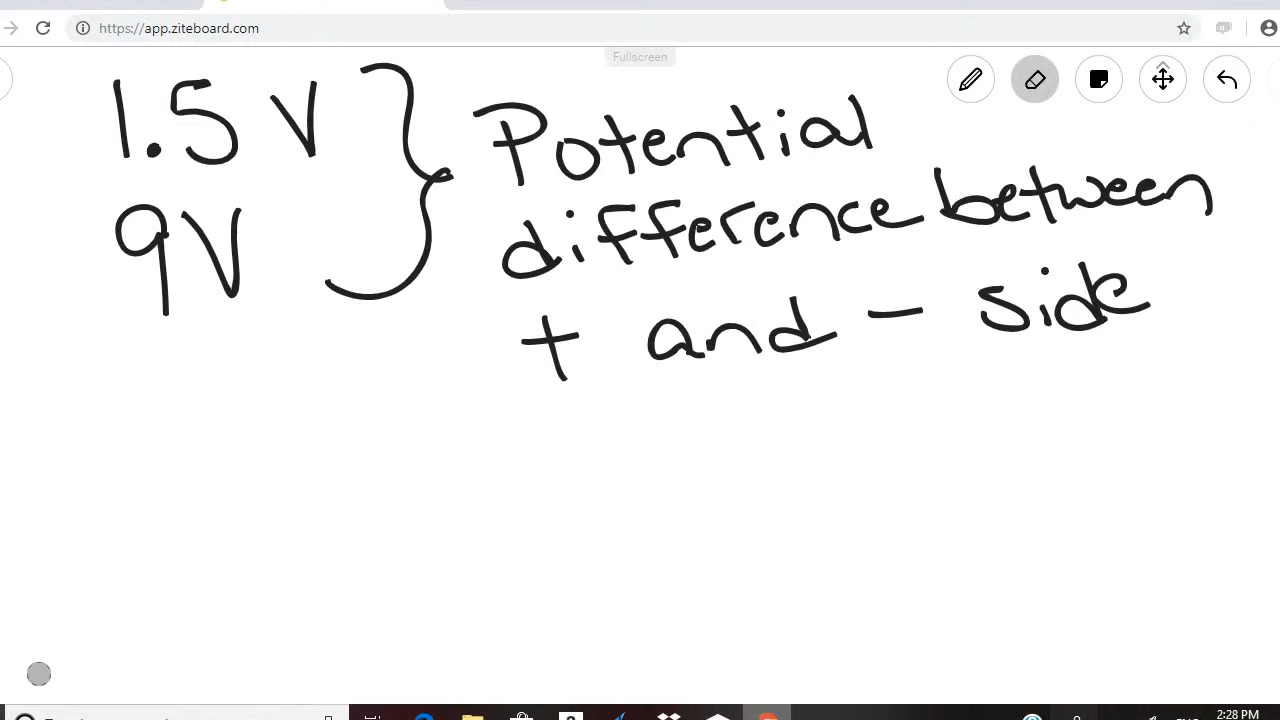 https://app.ziteboard.com
Fullscreen
1.5 V
9V
Potential
difference between
+ and - side
2:28 PM